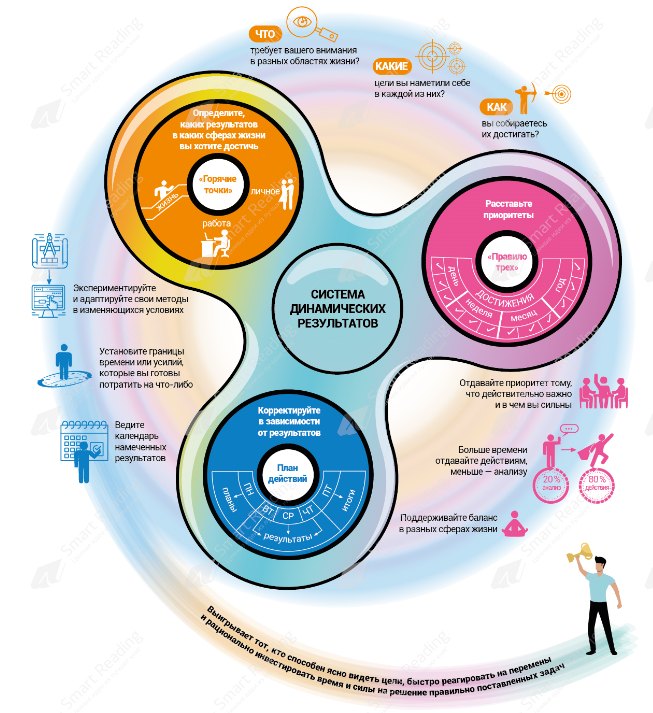 ЧТО
требует вашего внимания
в разных областях жизни?
КАКИЕ
цели вы наметили себе
в каждой из них?
КАК
вы собираетесь
их достигать?
Определите,
каких результатов
в каких сферах жизни
вы хотите достичь
«Горячие
точки»
жизнь
личное
работа
Расставьте
приоритеты
«Правило
трех»
ДОСТИЖЕНИЯ
день
неделя
месяц
год
СИСТЕМА
ДИНАМИЧЕСКИХ
РЕЗУЛЬТАТОВ
Экспериментируйте
и адаптируйте свои методы
в изменяющихся условиях
Установите границы
времени или усилий,
которые вы готовы
потратить на что-либо
Ведите
календарь
намеченных
результатов
Корректируйте
в зависимости
от результатов
План
действий
ПН
ВТ
СР
ЧТ
ПТ
планы
результаты
итоги
Отдавайте приоритет тому,
что действительно важно
и в чем вы сильны
Больше времени
отдавайте действиям,
меньше — анализу
20%
анализ
80%
действия
Поддерживайте баланс
в разных сферах жизни
Выигрывает тот, кто способен ясно видеть цели, быстро реагировать на перемены
и рационально инвестировать время и силы на решение правильно поставленных задач
Smart Reading